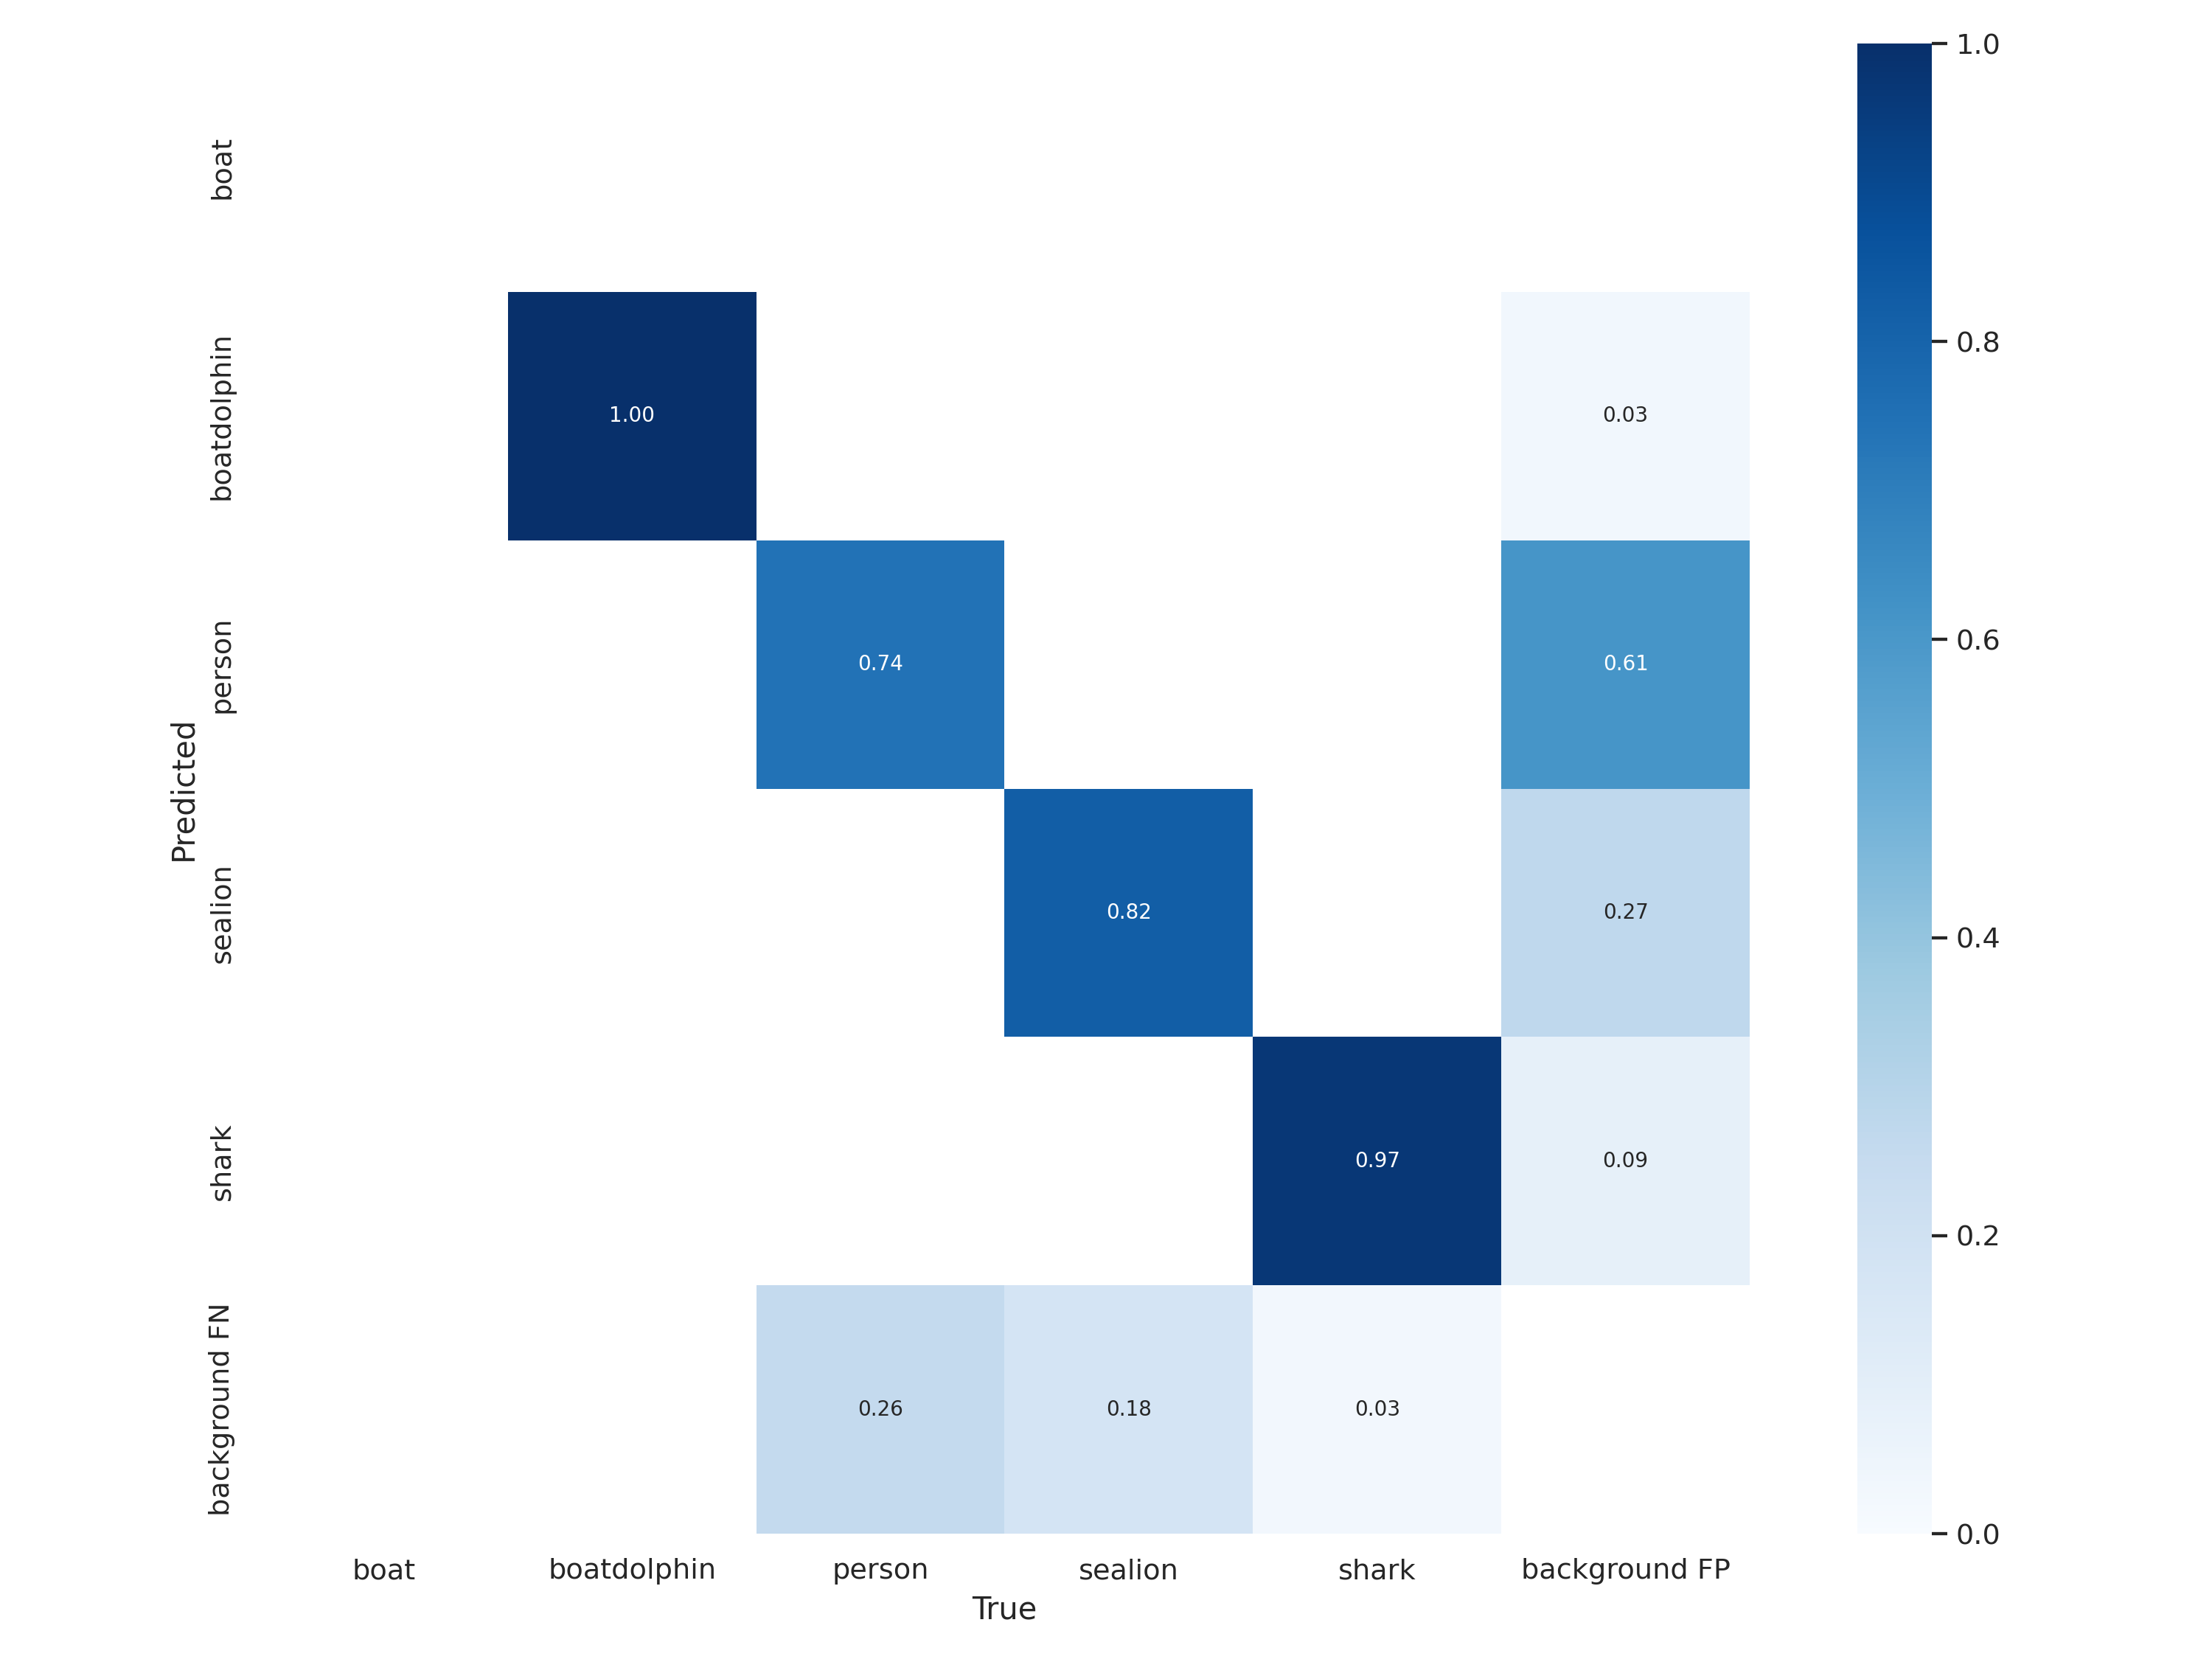 1.0
boat
0.8
boatdolphin
1.00
0.03
0.6
person
0.74
0.61
Predicted
0.4
sealion
0.82
0.27
0.2
shark
0.97
0.09
background FN
0.26
0.18
0.03
0.0
boat
boatdolphin
person
sealion
shark
background FP
True